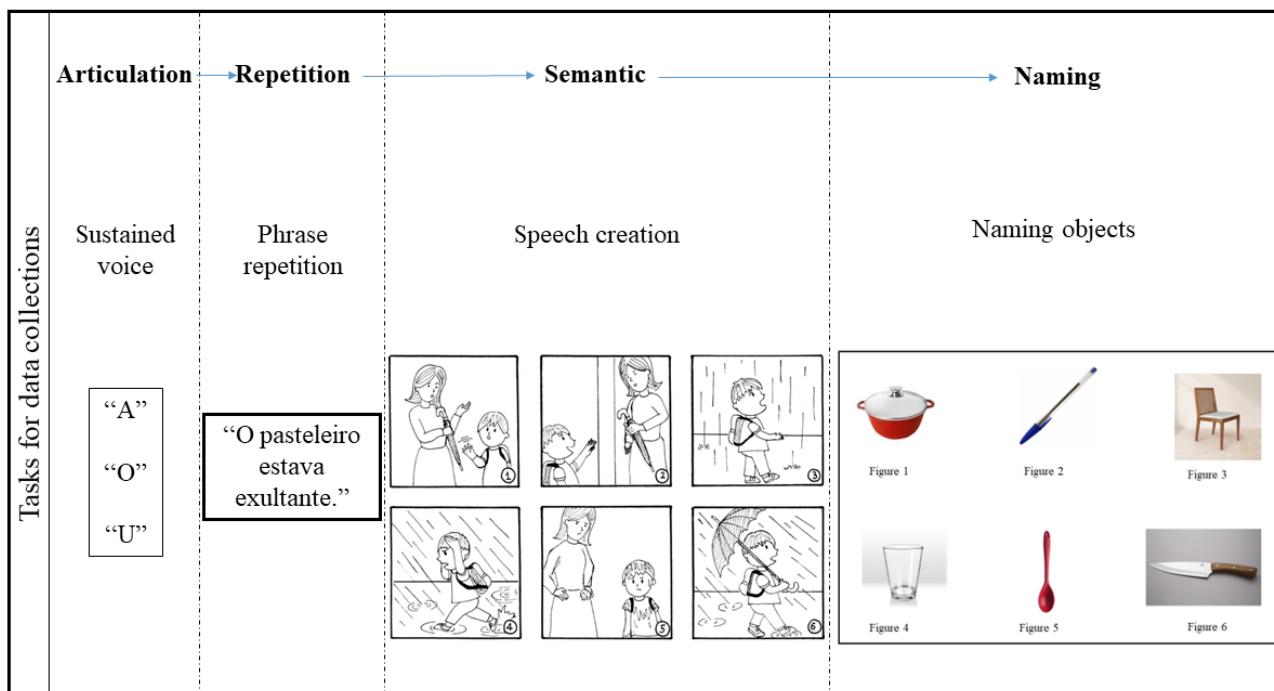 Tasks for data collections
Articulation
Repetition
Semantic
Naming
Sustained
voice
Phrase
repetition
Speech creation
Naming objects
“A”
“O”
“U”
“O pasteleiro
estava
exultante.”
1
2
3
4
5
6
Figure 1
Figure 2
Figure 3
Figure 4
Figure 5
Figure 6